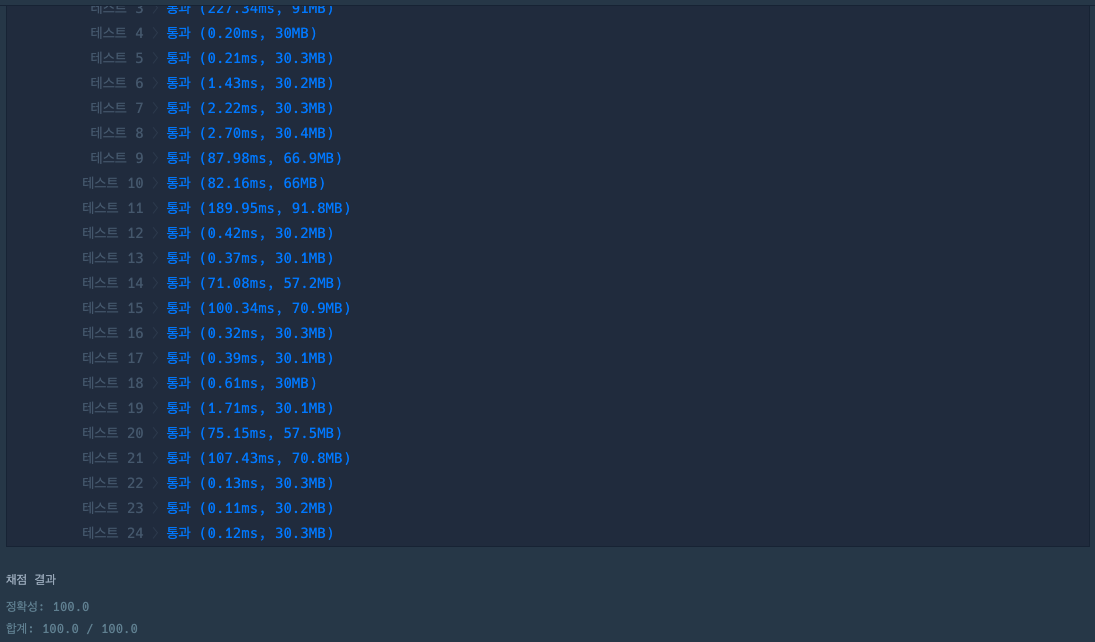 테스트 3 〉 통과 (227.34ms, 91MB)
테스트 4 〉 통과 (0.20ms, 30MB)
테스트 5 〉 통과 (0.21ms, 30.3MB)
테스트 6 〉 통과 (1.43ms, 30.2MB)
테스트 7 〉 통과 (2.22ms, 30.3MB)
테스트 8 〉 통과 (2.70ms, 30.4MB)
테스트 9 〉 통과 (87.98ms, 66.9MB)
테스트 10 〉 통과 (82.16ms, 66MB)
테스트 11 〉 통과 (189.95ms, 91.8MB)
테스트 12 〉 통과 (0.42ms, 30.2MB)
테스트 13 〉 통과 (0.37ms, 30.1MB)
테스트 14 〉 통과 (71.08ms, 57.2MB)
테스트 15 〉 통과 (100.34ms, 70.9MB)
테스트 16 〉 통과 (0.32ms, 30.3MB)
테스트 17 〉 통과 (0.39ms, 30.1MB)
테스트 18 〉 통과 (0.61ms, 30MB)
테스트 19 〉 통과 (1.71ms, 30.1MB)
테스트 20 〉 통과 (75.15ms, 57.5MB)
테스트 21 〉 통과 (107.43ms, 70.8MB)
테스트 22 〉 통과 (0.13ms, 30.3MB)
테스트 23 〉 통과 (0.11ms, 30.2MB)
테스트 24 〉 통과 (0.12ms, 30.3MB)
채점 결과
정확성: 100.0
합계: 100.0 / 100.0